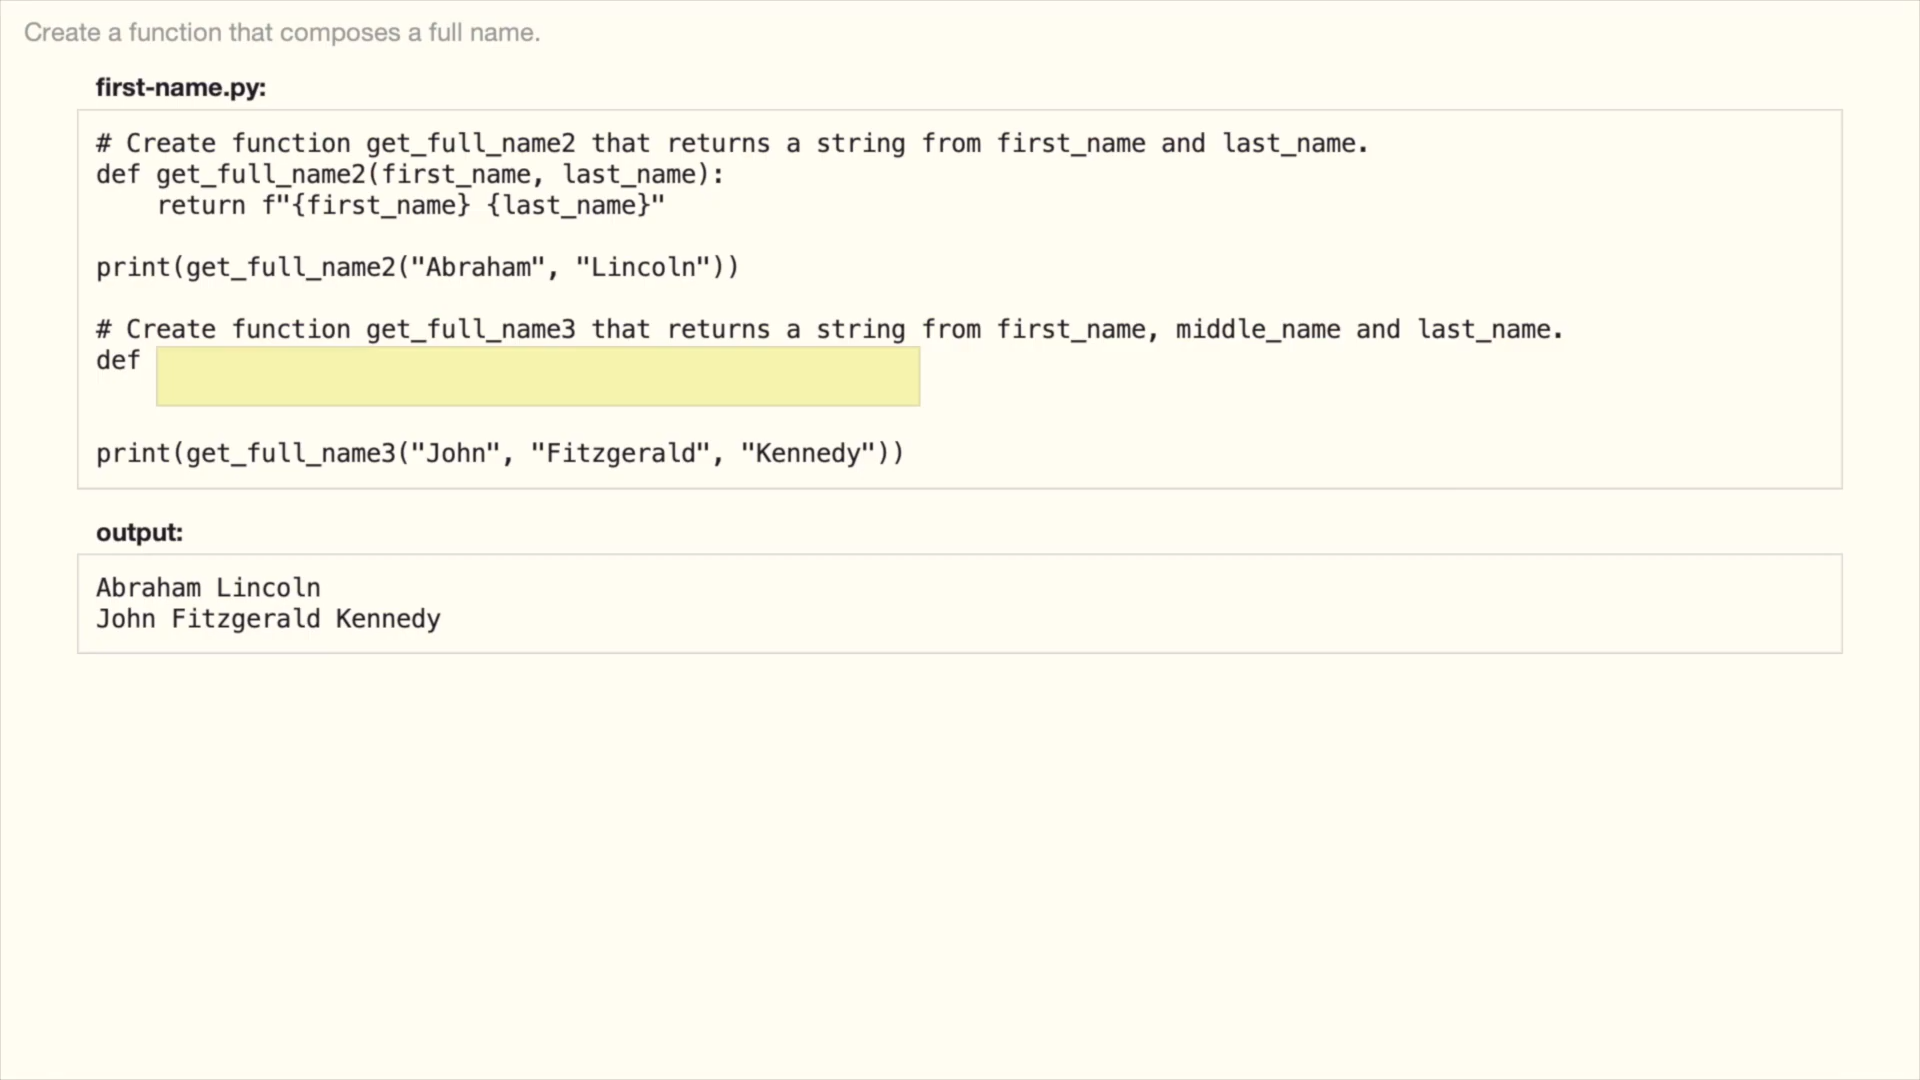 Create a function that composes a full name.
first-name.py:
# Create function get_full_name2 that returns a string from first_name and last_name.
def get_full_name2(first_name, last_name):
    return f"{first_name} {last_name}"
print(get_full_name2("Abraham", "Lincoln"))
# Create function get_full_name3 that returns a string from first_name, middle_name and last_name.
def
print(get_full_name3("John", "Fitzgerald", "Kennedy"))
output:
Abraham Lincoln
John Fitzgerald Kennedy